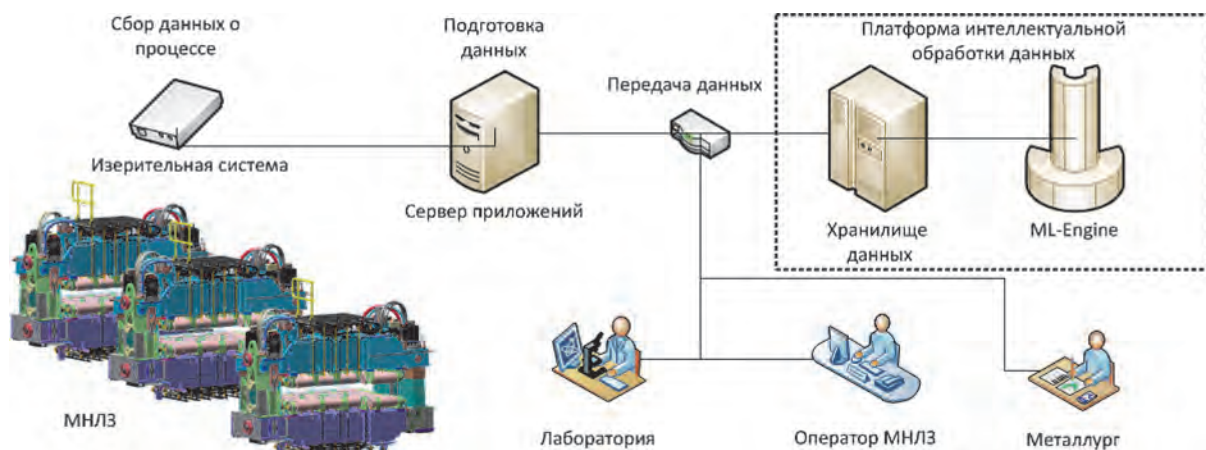 Сбор данных о
процессе
Подготовка
данных
Передача данных
Платформа интеллектуальной
обработки данных
Изерительная система
Сервер приложений
Хранилище
данных
ML-Engine
МНЛЗ
Лаборатория
Оператор МНЛЗ
Металлург